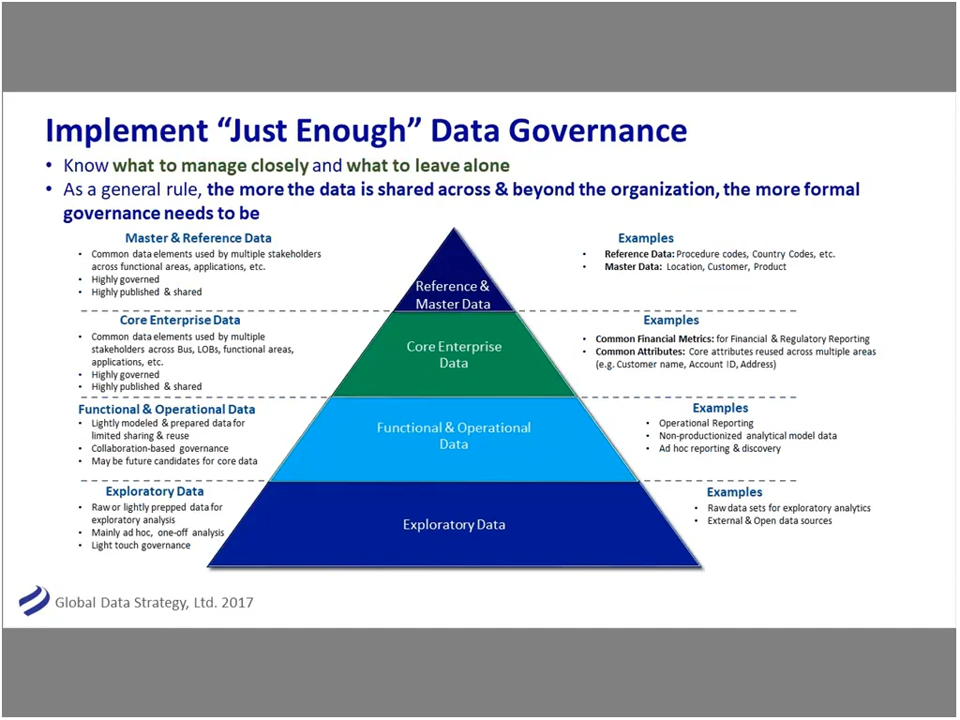 Implement “Just Enough” Data Governance
• Know what to manage closely and what to leave alone
• As a general rule, the more the data is shared across & beyond the organization, the more formal
governance needs to be
Master & Reference Data
• Common data elements used by multiple stakeholders
across functional areas, applications, etc.
• Highly governed
• Highly published & shared
Reference &
Master Data
Examples
• Reference Data: Procedure codes, Country Codes, etc.
• Master Data: Location, Customer, Product
Core Enterprise Data
• Common data elements used by multiple
stakeholders across Bus, LOBs, functional areas,
applications, etc.
• Highly governed
• Highly published & shared
Core Enterprise
Data
Examples
• Common Financial Metrics: for Financial & Regulatory Reporting
• Common Attributes: Core attributes reused across multiple areas
(e.g. Customer name, Account ID, Address)
Functional & Operational Data
• Lightly modeled & prepared data for
limited sharing & reuse
• Collaboration-based governance
• May be future candidates for core data
Functional & Operational
Data
Examples
• Operational Reporting
• Non-productionized analytical model data
• Ad hoc reporting & discovery
Exploratory Data
• Raw or lightly prepped data for
exploratory analysis
• Mainly ad hoc, one-off analysis
• Light touch governance
Exploratory Data
Examples
• Raw data sets for exploratory analytics
• External & Open data sources
Global Data Strategy, Ltd. 2017